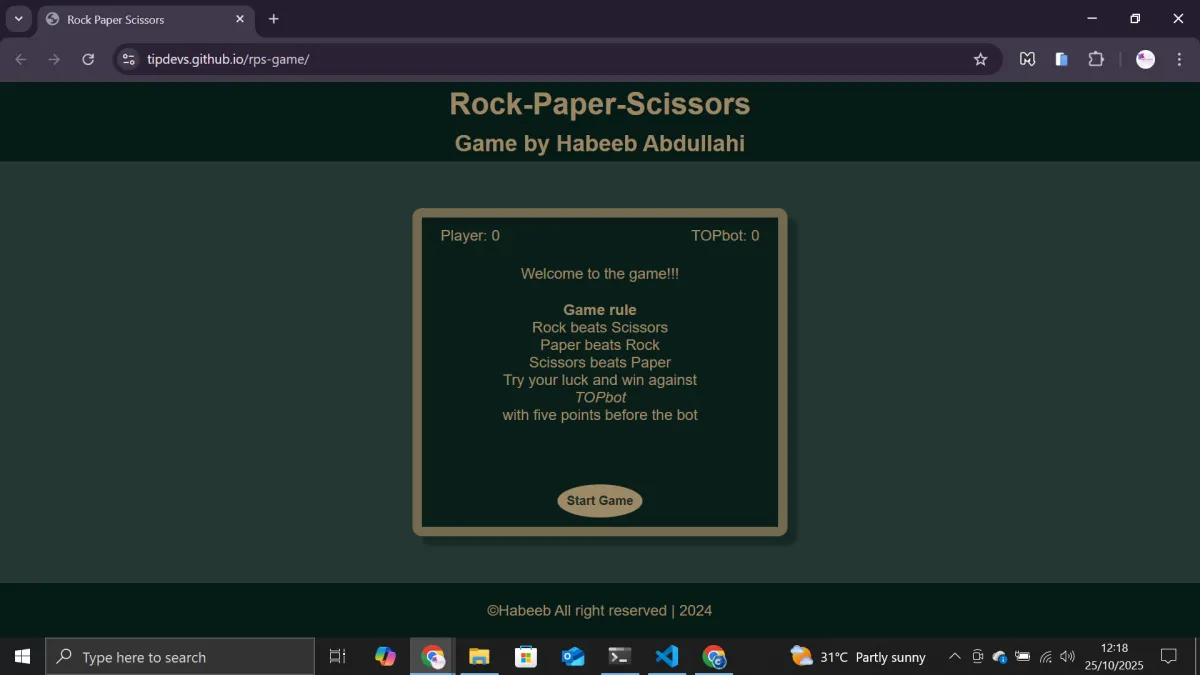 Rock Paper Scissors
tipdevs.github.io/rps-game/
Rock-Paper-Scissors
Game by Habeeb Abdullahi
Player: 0 TOPbot: 0
Welcome to the game!!!
Game rule
Rock beats Scissors
Paper beats Rock
Scissors beats Paper
Try your luck and win against
TOPbot
with five points before the bot
Start Game
©Habeeb All right reserved | 2024
Type here to search
31°C Partly sunny
12:18
25/10/2025